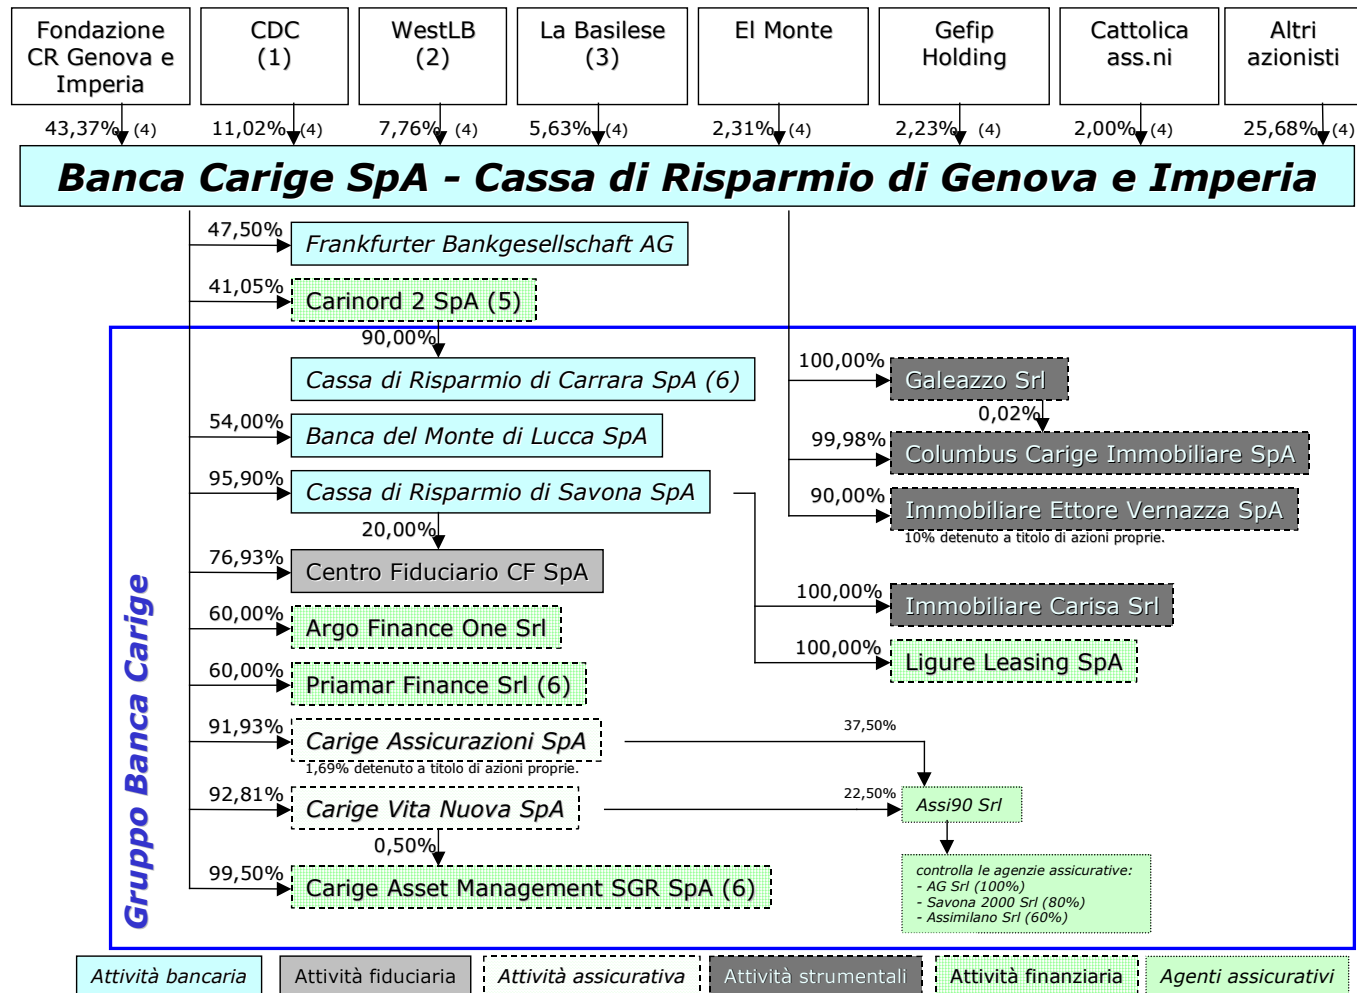 Fondazione
CR Genova e
Imperia
CDC
(1)
WestLB
(2)
La Basilese
(3)
El Monte
Gefip
Holding
Cattolica
ass.ni
Altri
azionisti
43,37% (4)
11,02% (4)
7,76% (4)
5,63% (4)
2,31% (4)
2,23% (4)
2,00% (4)
25,68% (4)
Banca Carige SpA - Cassa di Risparmio di Genova e Imperia
47,50%
Frankfurter Bankgesellschaft AG
41,05%
Carinord 2 SpA (5)
90,00%
Cassa di Risparmio di Carrara SpA (6)
100,00%
Galeazzo Srl
0,02%
54,00%
Banca del Monte di Lucca SpA
99,98%
Columbus Carige Immobiliare SpA
95,90%
Cassa di Risparmio di Savona SpA
90,00%
Immobiliare Ettore Vernazza SpA
10% detenuto a titolo di azioni proprie.
20,00%
76,93%
Centro Fiduciario CF SpA
100,00%
Immobiliare Carisa Srl
60,00%
Argo Finance One Srl
100,00%
Ligure Leasing SpA
60,00%
Priamar Finance Srl (6)
91,93%
Carige Assicurazioni SpA
1,69% detenuto a titolo di azioni proprie.
37,50%
92,81%
Carige Vita Nuova SpA
22,50%
Assi90 Srl
0,50%
99,50%
Carige Asset Management SGR SpA (6)
controlla le agenzie assicurative:
- AG Srl (100%)
- Savona 2000 Srl (80%)
- Assimilano Srl (60%)
Gruppo Banca Carige
Attività bancaria
Attività fiduciaria
Attività assicurativa
Attività strumentali
Attività finanziaria
Agenti assicurativi